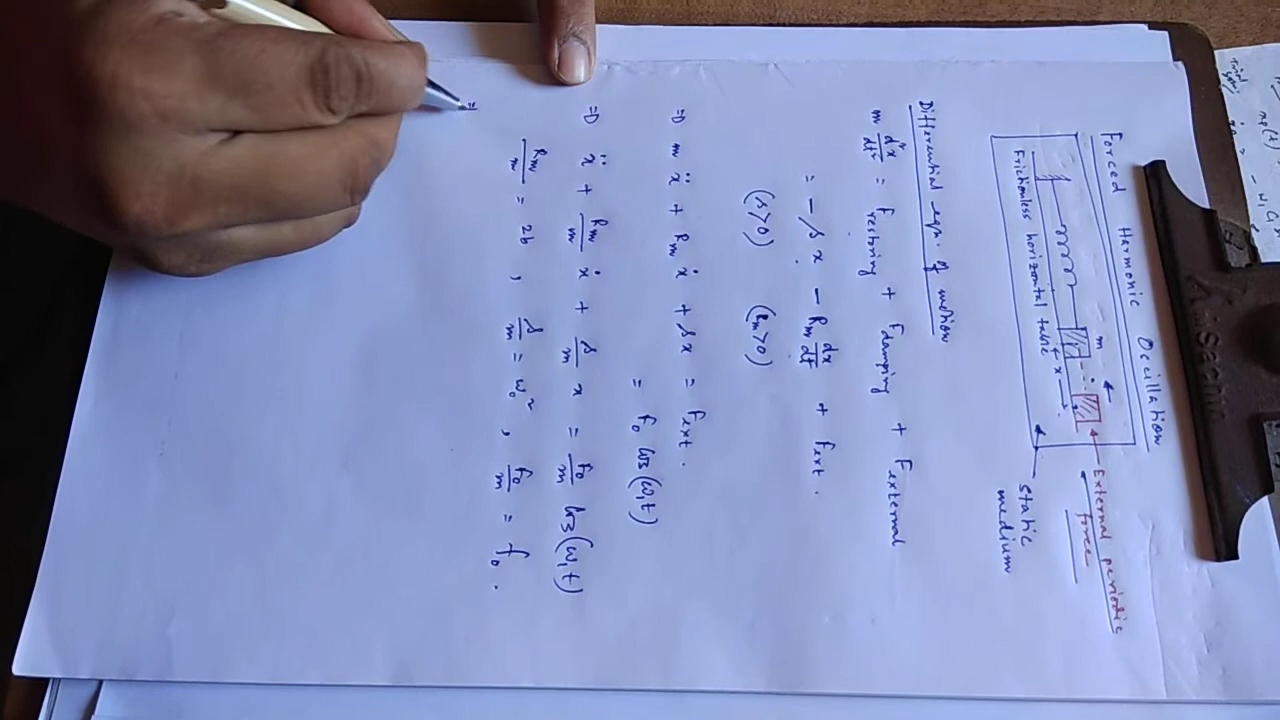 Forced Harmonic Oscillation
m
x
Frictionless horizontal table
External periodic
force
static
medium
Differential eqn. of motion
m d²x/dt² = F restoring + F damping + F external
= - s x - Rm dx/dt + Fext.
(s>0) (Rm>0)
⇒ m ẍ + Rm ẋ + s x = Fext.
= F₀ cos(ω₁t)
⇒ ẍ + Rm/m ẋ + s/m x = F₀/m cos(ω₁t)
Rm/m = 2b , s/m = ω₀² , F₀/m = f₀ .
=